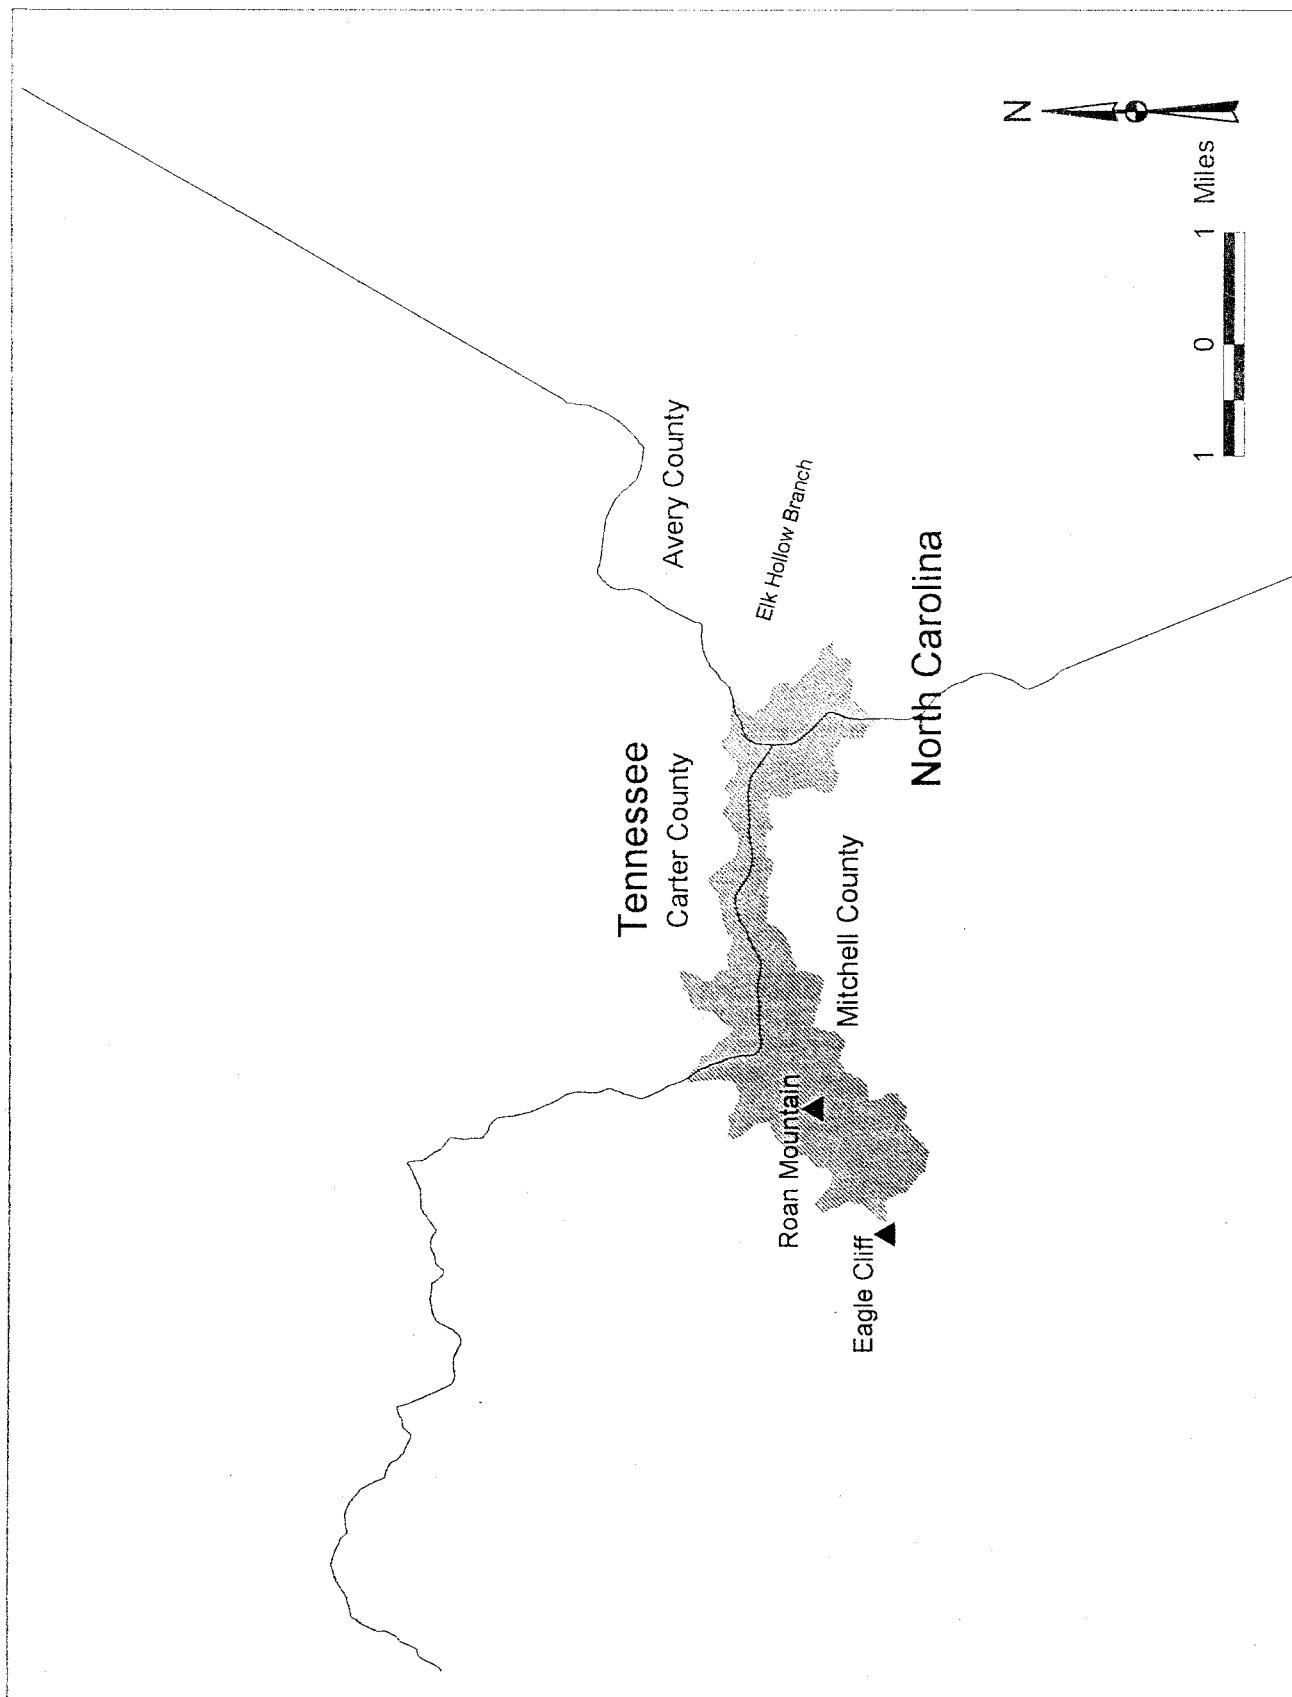 Tennessee
Carter County
Avery County
Elk Hollow Branch
Roan Mountain
Eagle Cliff
Mitchell County
North Carolina
N
1 0 1 Miles